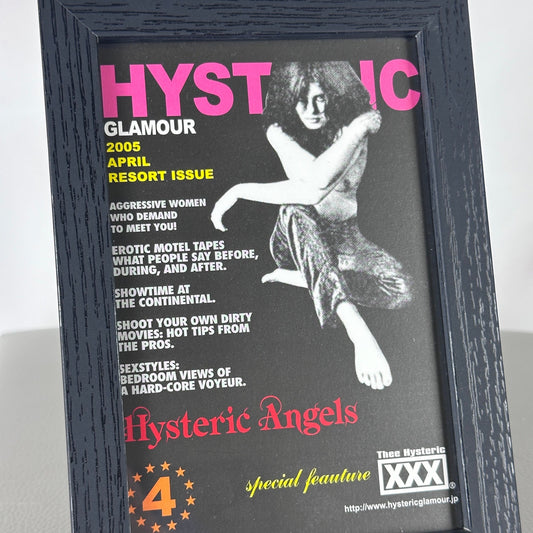 HYST IC
GLAMOUR
2005
APRIL
RESORT ISSUE
AGGRESSIVE WOMEN
WHO DEMAND
TO MEET YOU!
EROTIC MOTEL TAPES
WHAT PEOPLE SAY BEFORE,
DURING, AND AFTER.
SHOWTIME AT
THE CONTINENTAL.
SHOOT YOUR OWN DIRTY
MOVIES: HOT TIPS FROM
THE PROS.
SEXSTYLES:
BEDROOM VIEWS OF
A HARD-CORE VOYEUR.
Hysteric Angels
4
special feauture
Thee Hysteric
XXX
http://www.hystericglamour.jp